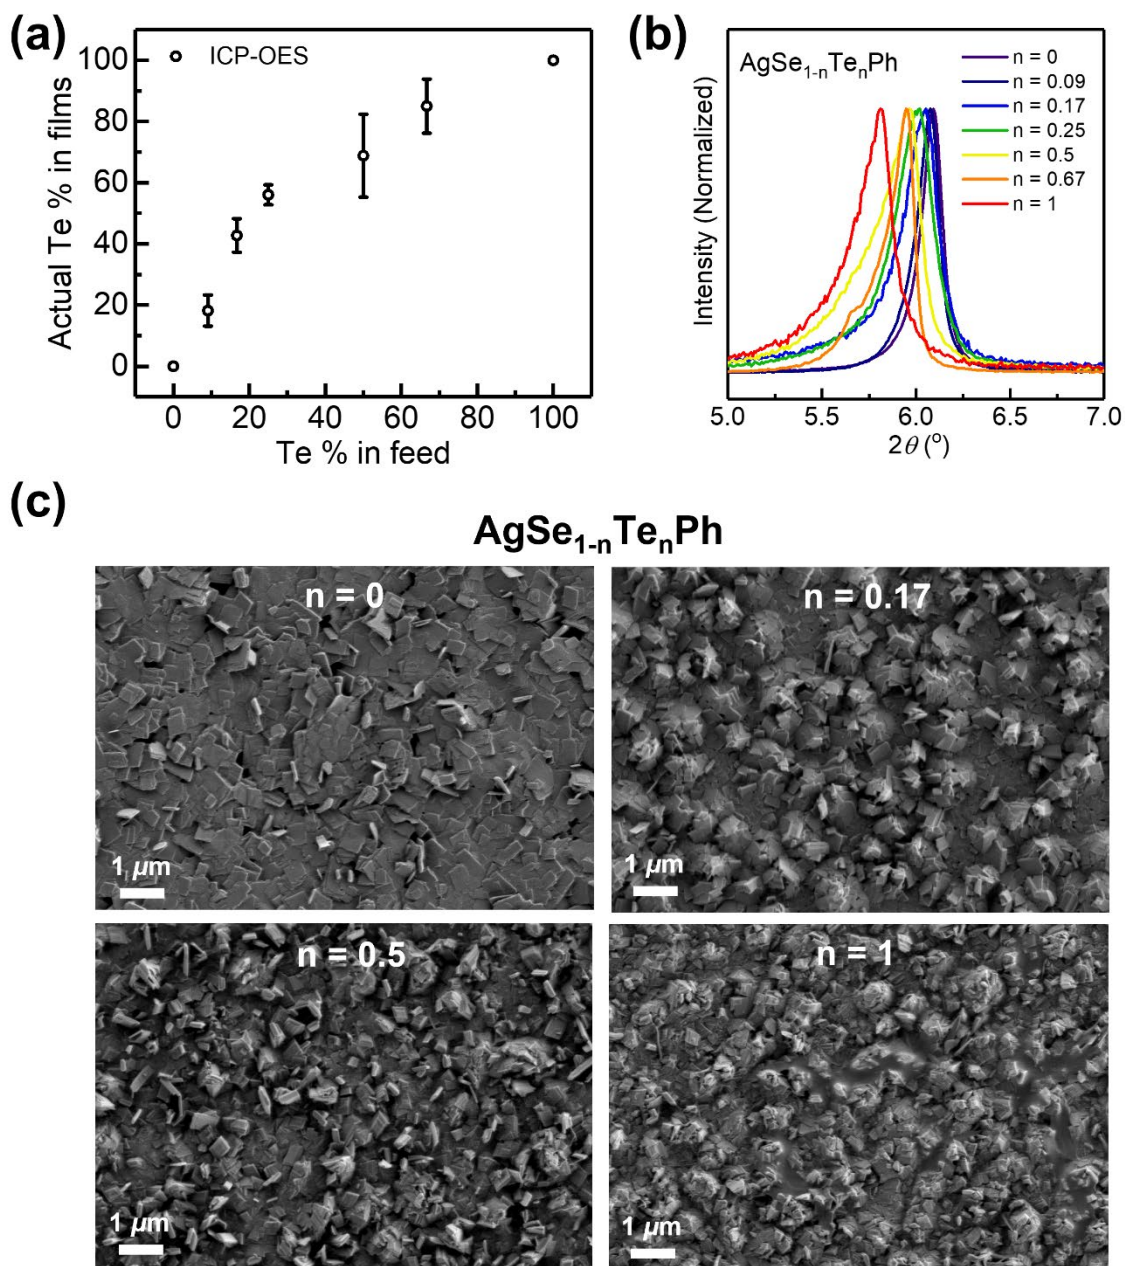 (a)
ICP-OES
Actual Te % in films
100
80
60
40
20
0
0 20 40 60 80 100
Te % in feed
(b)
AgSe₁₋ₙTeₙPh
n = 0
n = 0.09
n = 0.17
n = 0.25
n = 0.5
n = 0.67
n = 1
Intensity (Normalized)
5.0 5.5 6.0 6.5 7.0
2θ (°)
(c)
AgSe₁₋ₙTeₙPh
n = 0
1 µm
n = 0.17
1 µm
n = 0.5
1 µm
n = 1
1 µm